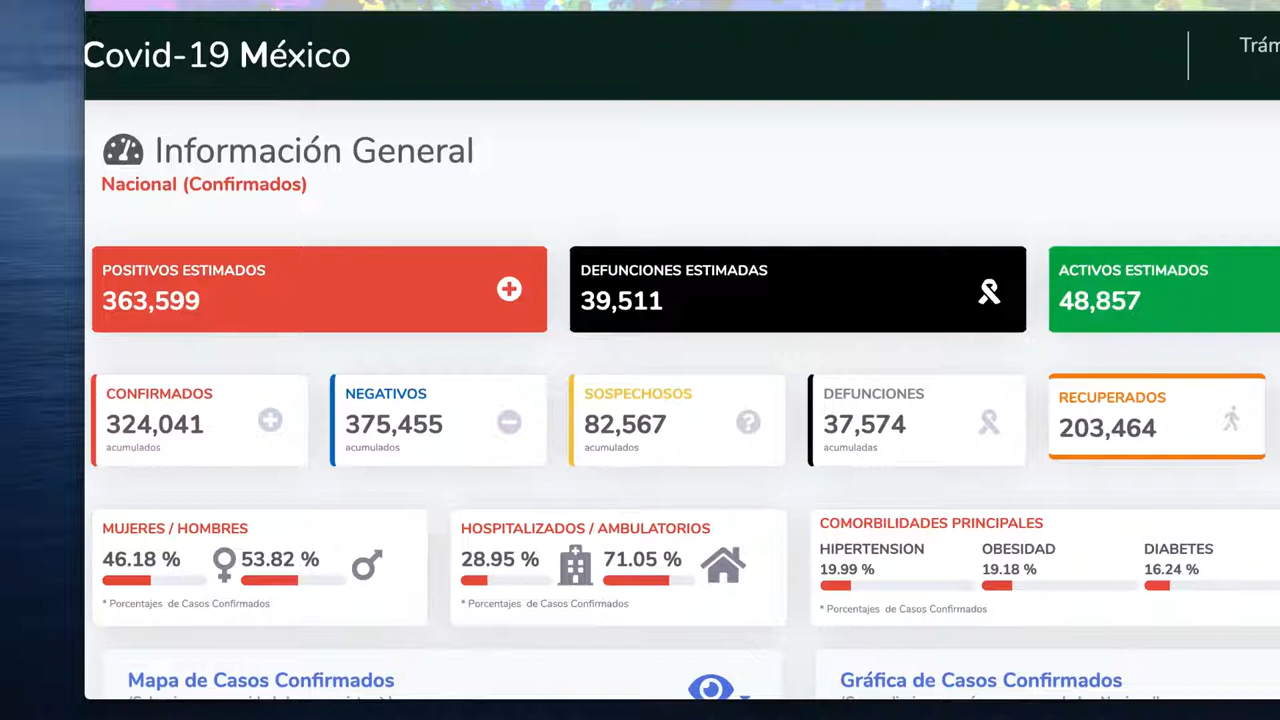 Covid-19 México
Información General
Nacional (Confirmados)
POSITIVOS ESTIMADOS
363,599
DEFUNCIONES ESTIMADAS
39,511
ACTIVOS ESTIMADOS
48,857
CONFIRMADOS
324,041
acumulados
NEGATIVOS
375,455
acumulados
SOSPECHOSOS
82,567
acumulados
DEFUNCIONES
37,574
acumuladas
RECUPERADOS
203,464
MUJERES / HOMBRES
46.18 % 53.82 %
* Porcentajes de Casos Confirmados
HOSPITALIZADOS / AMBULATORIOS
28.95 % 71.05 %
* Porcentajes de Casos Confirmados
COMORBILIDADES PRINCIPALES
HIPERTENSION OBESIDAD DIABETES
19.99 % 19.18 % 16.24 %
* Porcentajes de Casos Confirmados
Mapa de Casos Confirmados
Gráfica de Casos Confirmados